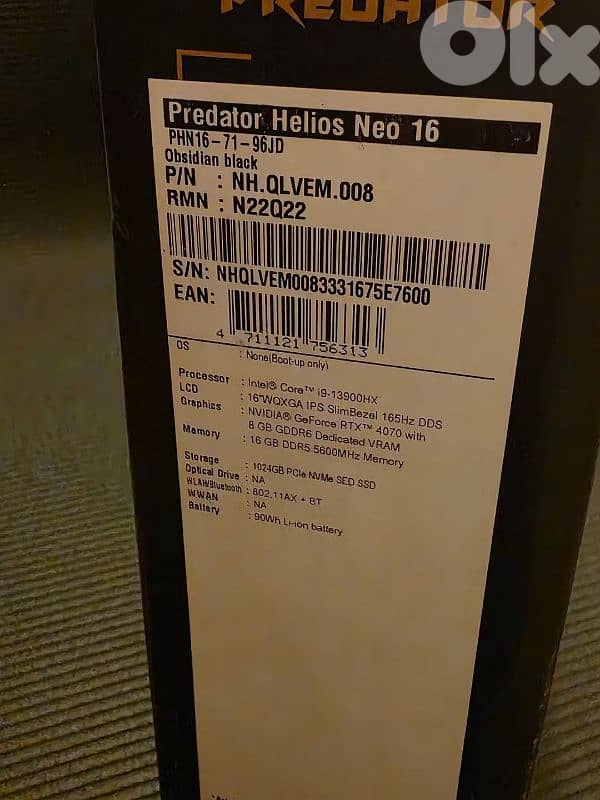 PREDATOR
olx
Predator Helios Neo 16
PHN16-71-96JD
Obsidian black
P/N : NH.QLVEM.008
RMN : N22Q22
S/N: NHQLVEM0083331675E7600
EAN:
4 711121 756313
OS : None(Boot-up only)
Processor : Intel® Core™ i9-13900HX
LCD : 16"WQXGA IPS SlimBezel 165Hz DDS
Graphics : NVIDIA® GeForce RTX™ 4070 with
8 GB GDDR6 Dedicated VRAM
Memory : 16 GB DDR5 5600MHz Memory
Storage : 1024GB PCIe NVMe SED SSD
Optical Drive : NA
WLAN/Bluetooth : 802.11AX + BT
WWAN : NA
Battery : 90Wh Li-ion battery